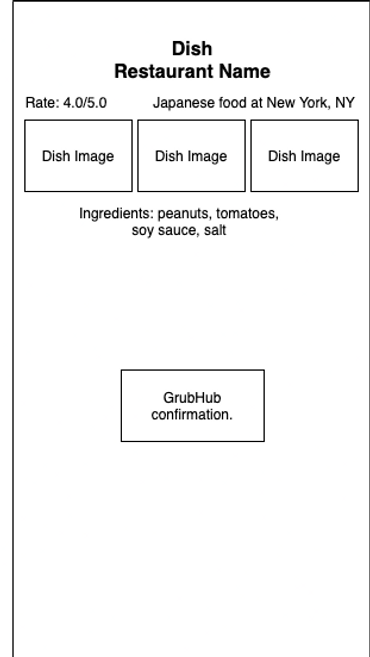 Dish
Restaurant Name
Rate: 4.0/5.0 Japanese food at New York, NY
Dish Image Dish Image Dish Image
Ingredients: peanuts, tomatoes,
soy sauce, salt
GrubHub
confirmation.